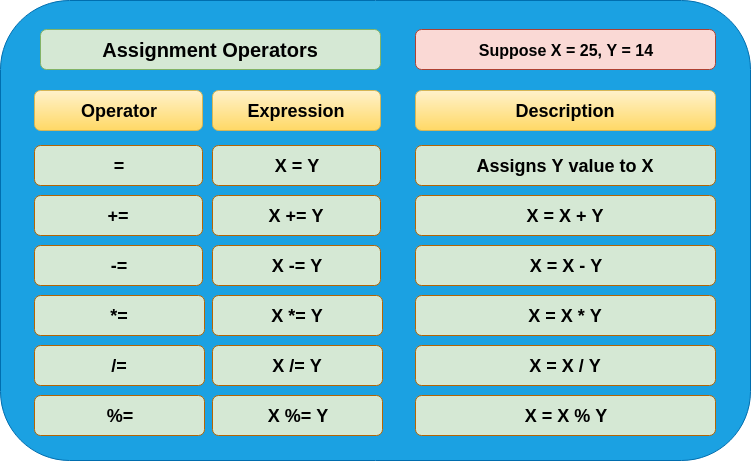 Assignment Operators
Suppose X = 25, Y = 14
Operator Expression Description
= X = Y Assigns Y value to X
+= X += Y X = X + Y
-= X -= Y X = X - Y
*= X *= Y X = X * Y
/= X /= Y X = X / Y
%= X %= Y X = X % Y